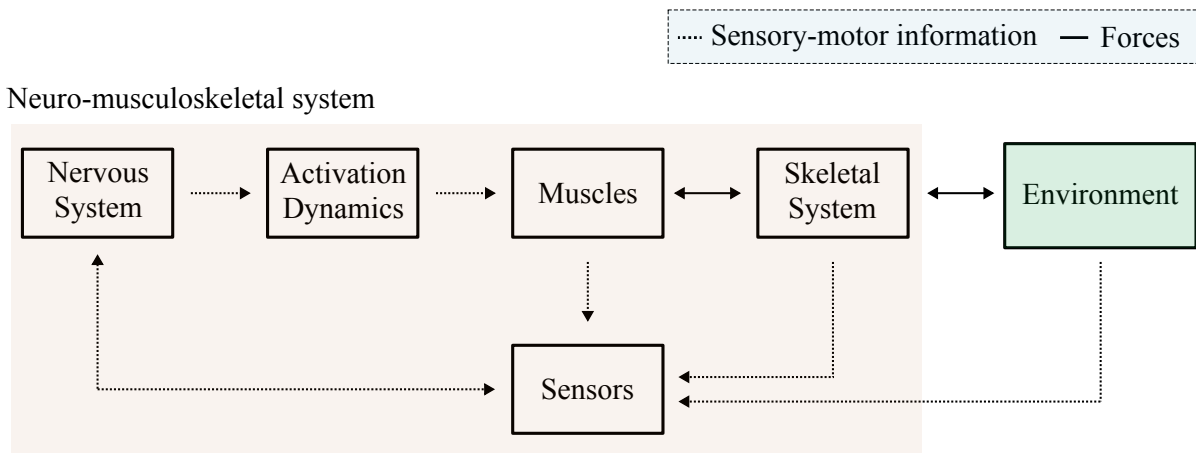 Sensory-motor information
Forces
Neuro-musculoskeletal system
Nervous
System
Activation
Dynamics
Muscles
Skeletal
System
Environment
Sensors